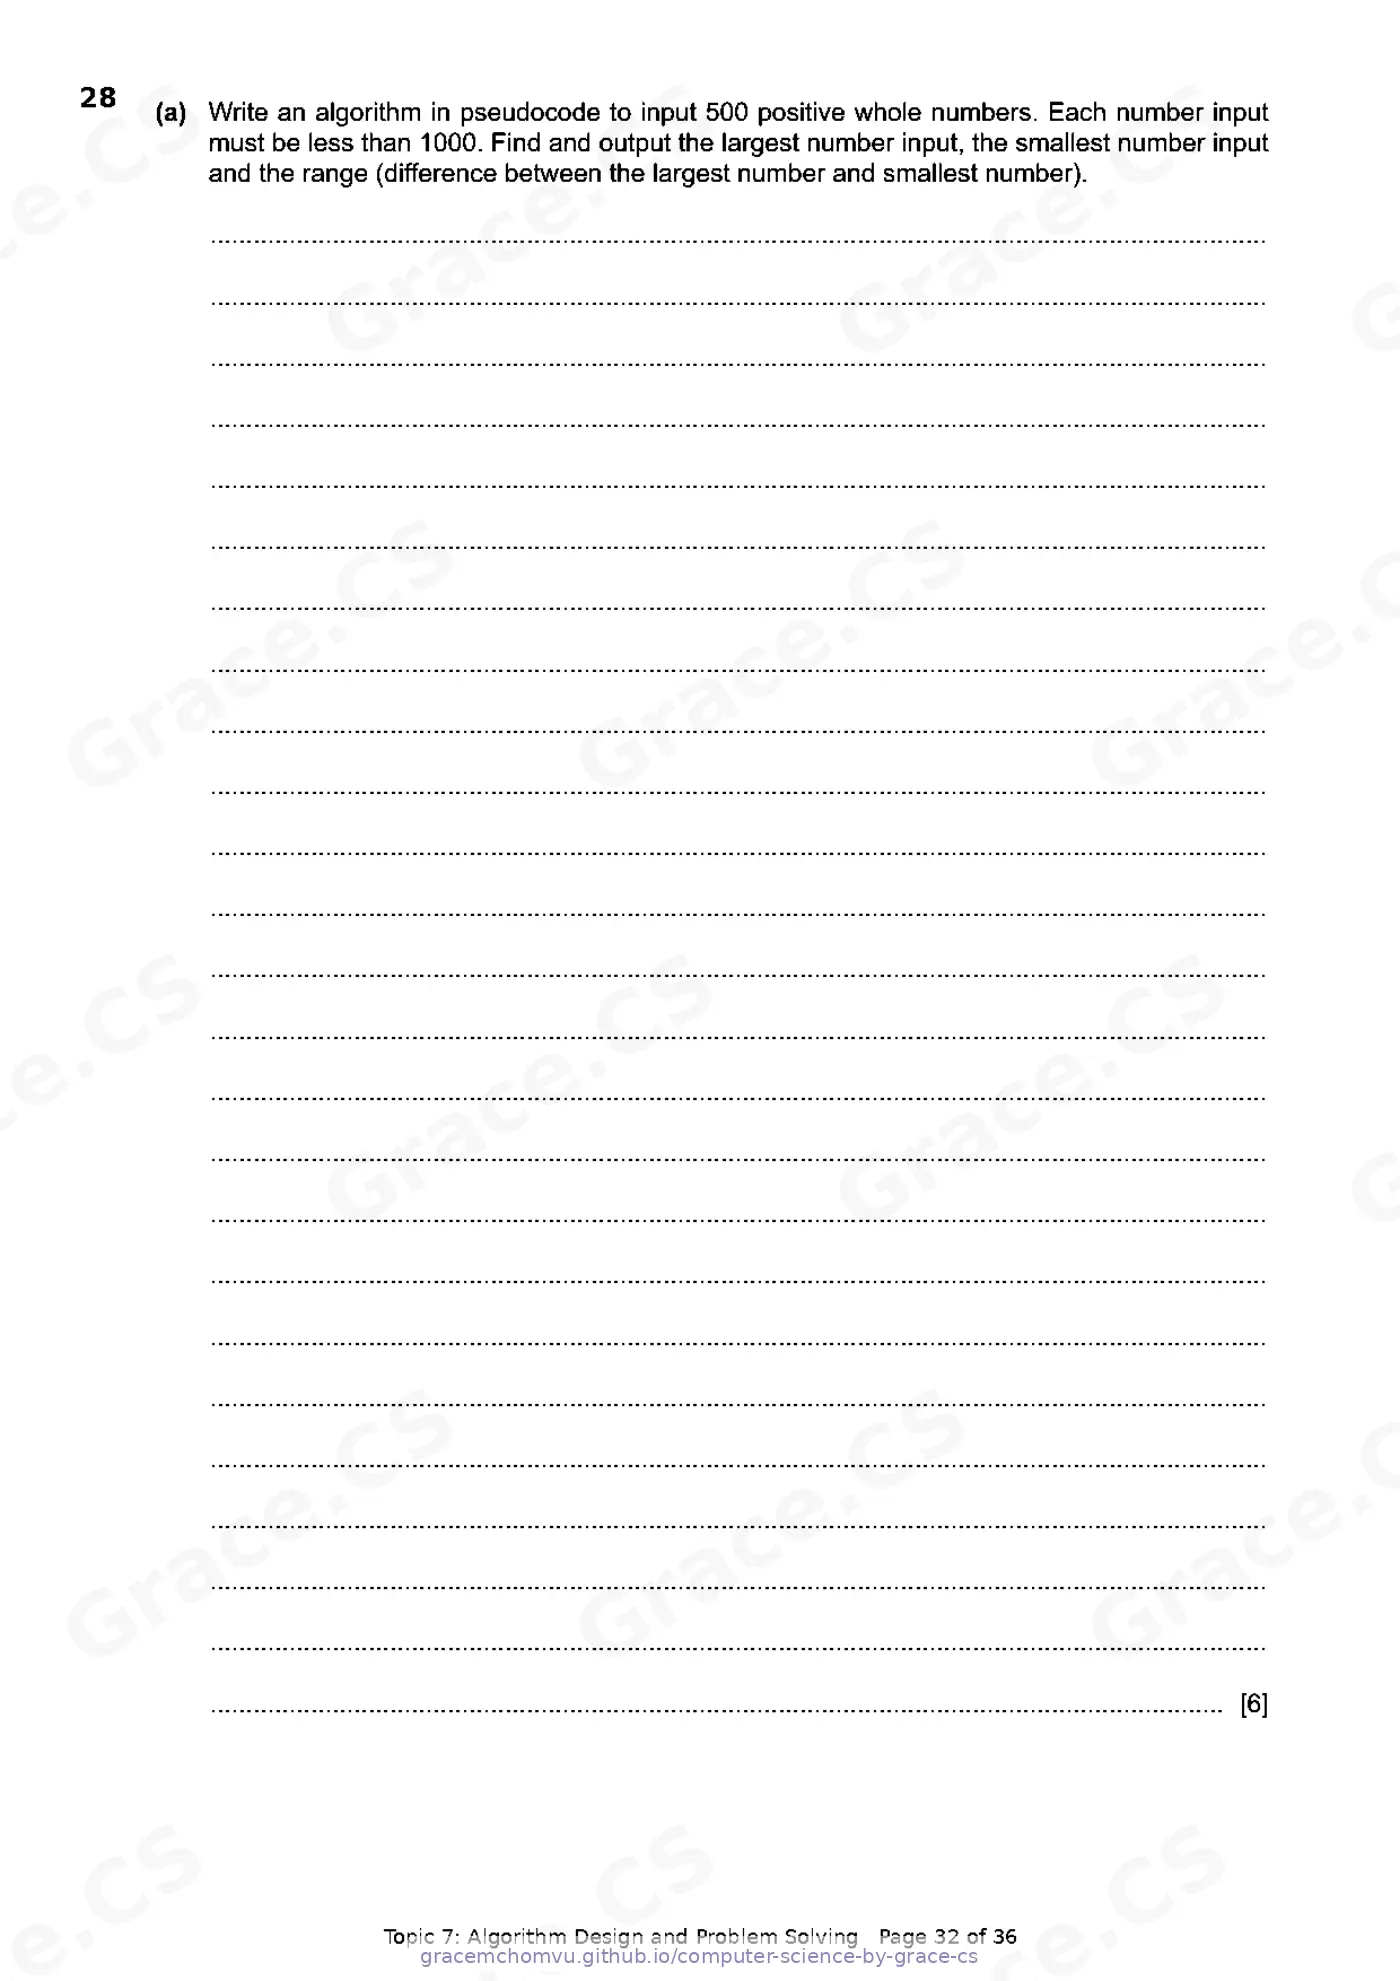 28
(a) Write an algorithm in pseudocode to input 500 positive whole numbers. Each number input
must be less than 1000. Find and output the largest number input, the smallest number input
and the range (difference between the largest number and smallest number).
[6]
Topic 7: Algorithm Design and Problem Solving Page 32 of 36
gracemchomvu.github.io/computer-science-by-grace-cs
Grace.CS